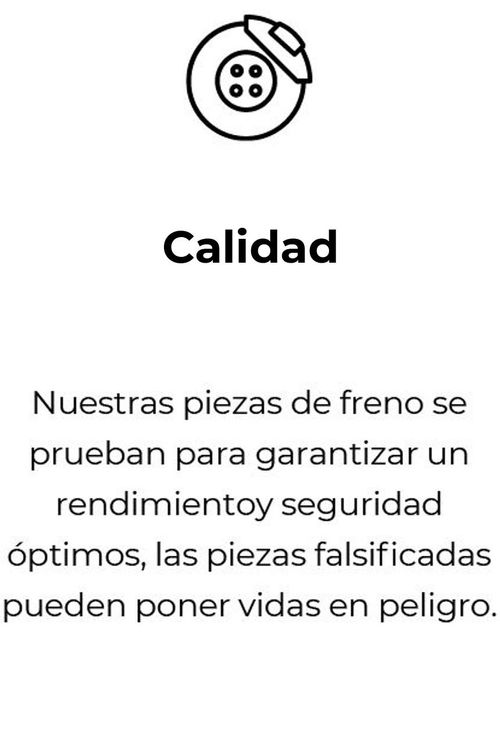 Calidad
Nuestras piezas de freno se
prueban para garantizar un
rendimientoy seguridad
óptimos, las piezas falsificadas
pueden poner vidas en peligro.